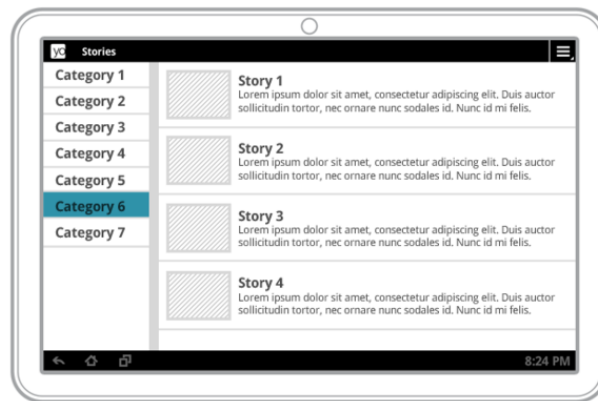 yo Stories
Category 1
Category 2
Category 3
Category 4
Category 5
Category 6
Category 7
Story 1
Lorem ipsum dolor sit amet, consectetur adipiscing elit. Duis auctor
sollicitudin tortor, nec ornare nunc sodales id. Nunc id mi felis.
Story 2
Lorem ipsum dolor sit amet, consectetur adipiscing elit. Duis auctor
sollicitudin tortor, nec ornare nunc sodales id. Nunc id mi felis.
Story 3
Lorem ipsum dolor sit amet, consectetur adipiscing elit. Duis auctor
sollicitudin tortor, nec ornare nunc sodales id. Nunc id mi felis.
Story 4
Lorem ipsum dolor sit amet, consectetur adipiscing elit. Duis auctor
sollicitudin tortor, nec ornare nunc sodales id. Nunc id mi felis.
8:24 PM